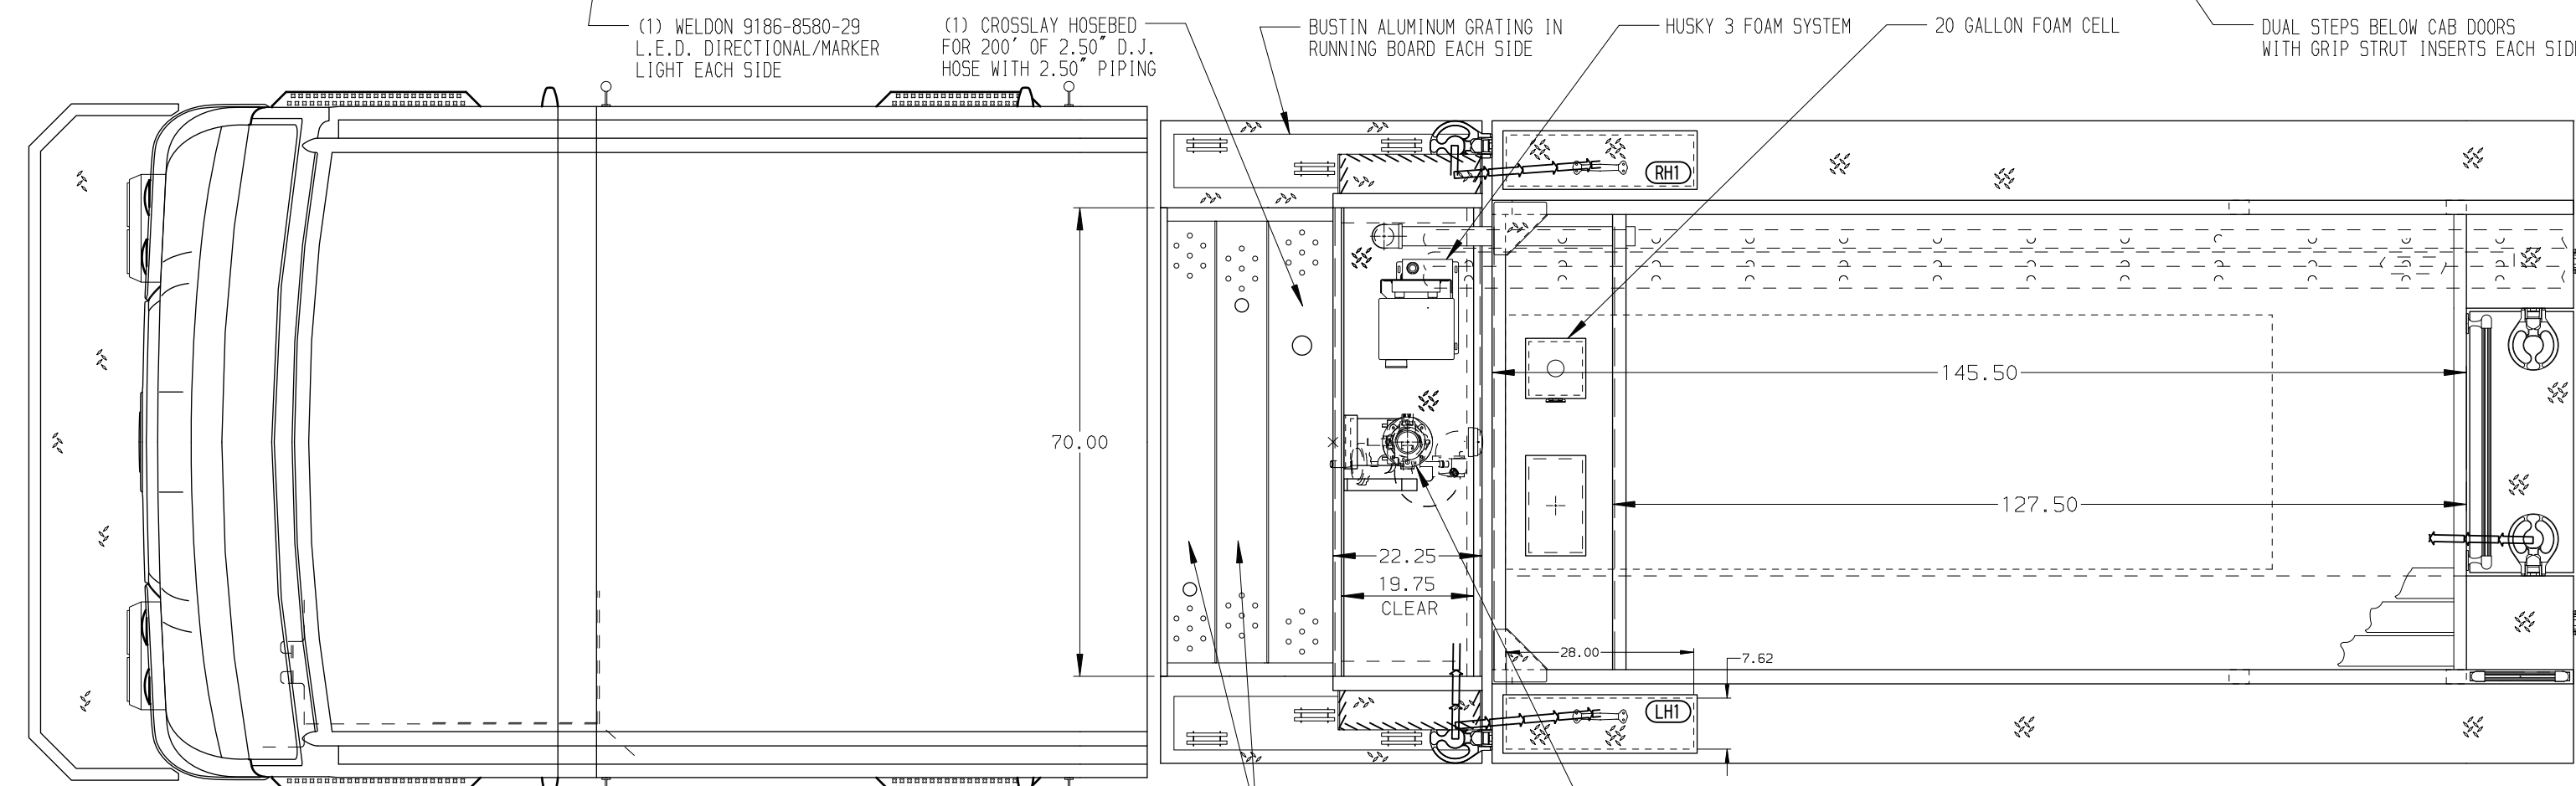 (1) WELDON 9186-8580-29
L.E.D. DIRECTIONAL/MARKER
LIGHT EACH SIDE
(1) CROSSLAY HOSEBED
FOR 200' OF 2.50" D.J.
HOSE WITH 2.50" PIPING
BUSTIN ALUMINUM GRATING IN
RUNNING BOARD EACH SIDE
HUSKY 3 FOAM SYSTEM
20 GALLON FOAM CELL
DUAL STEPS BELOW CAB DOORS
WITH GRIP STRUT INSERTS EACH SIDE
RH1
145.50
70.00
127.50
22.25
19.75
CLEAR
28.00
7.62
LH1